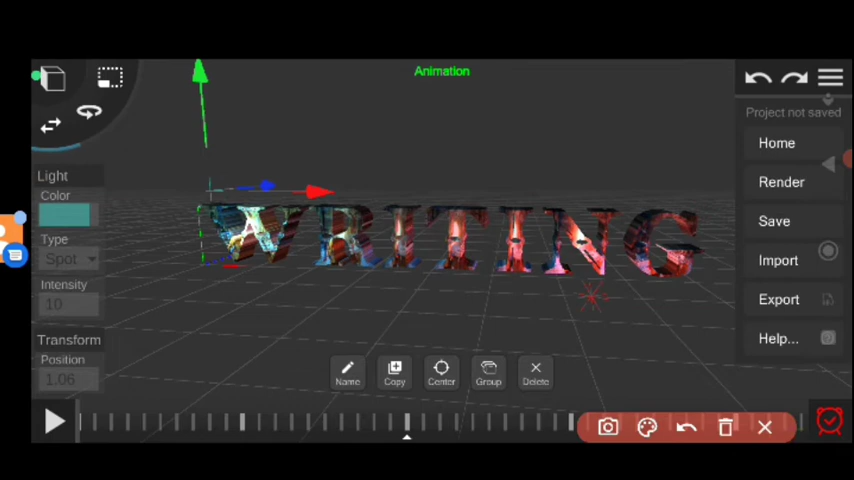 Animation
Project not saved
Home
Light
Color
Render
Save
Type
Spot
WRITING
Import
Intensity
10
Export
Transform
Help...
Position
1.06
Name
Copy
Center
Group
Delete